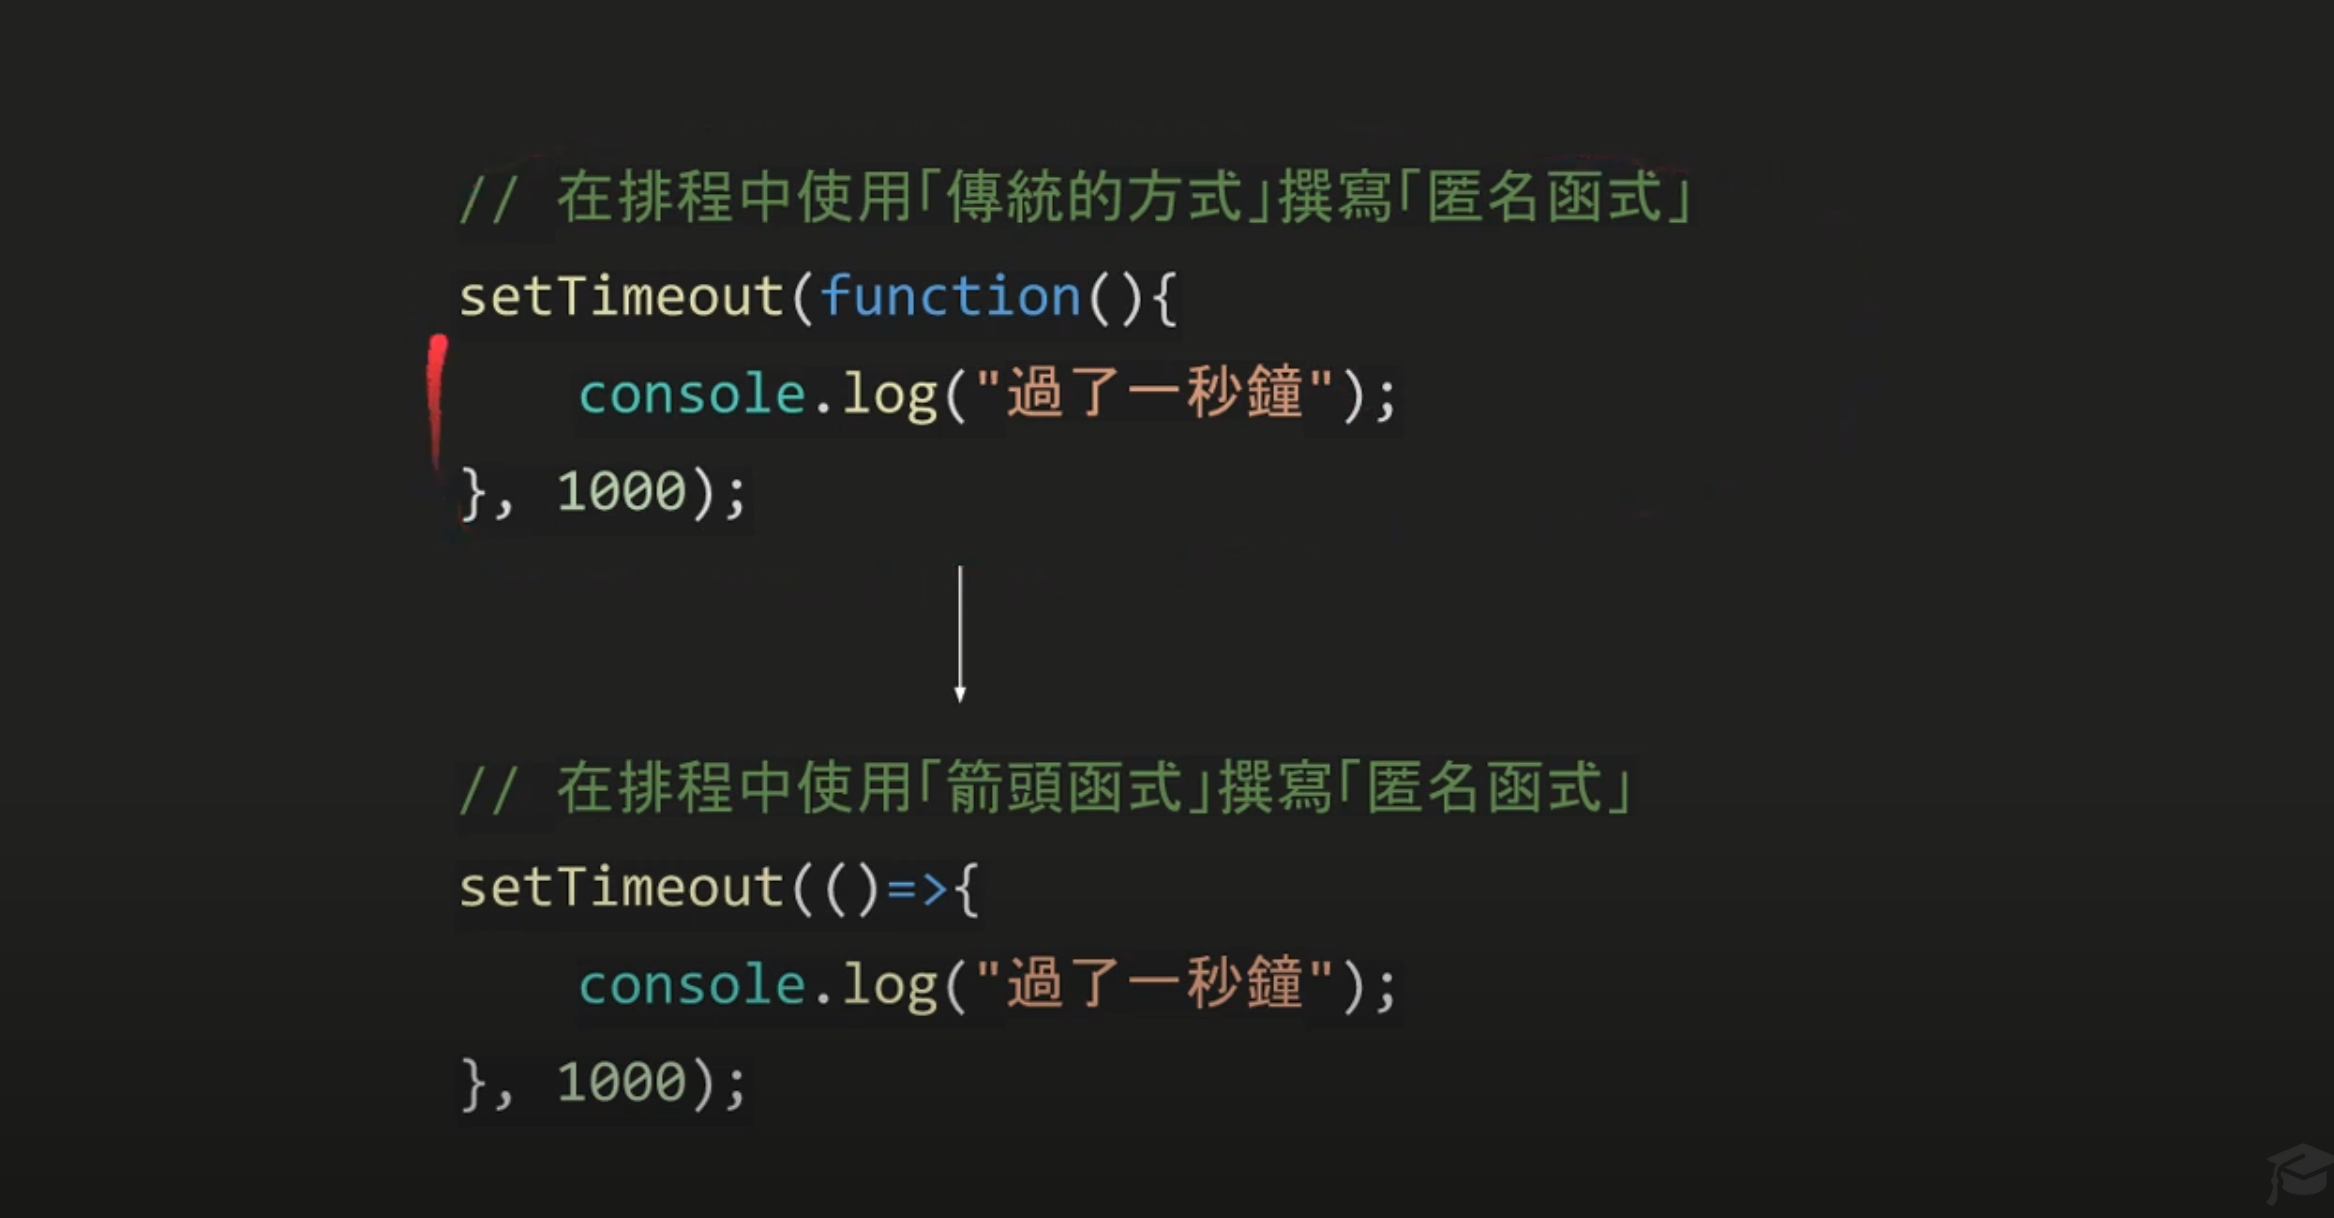 // 在排程中使用「傳統的方式」撰寫「匿名函式」
setTimeout(function(){
console.log("過了一秒鐘");
}, 1000);
// 在排程中使用「箭頭函式」撰寫「匿名函式」
setTimeout(()=>{
console.log("過了一秒鐘");
}, 1000);